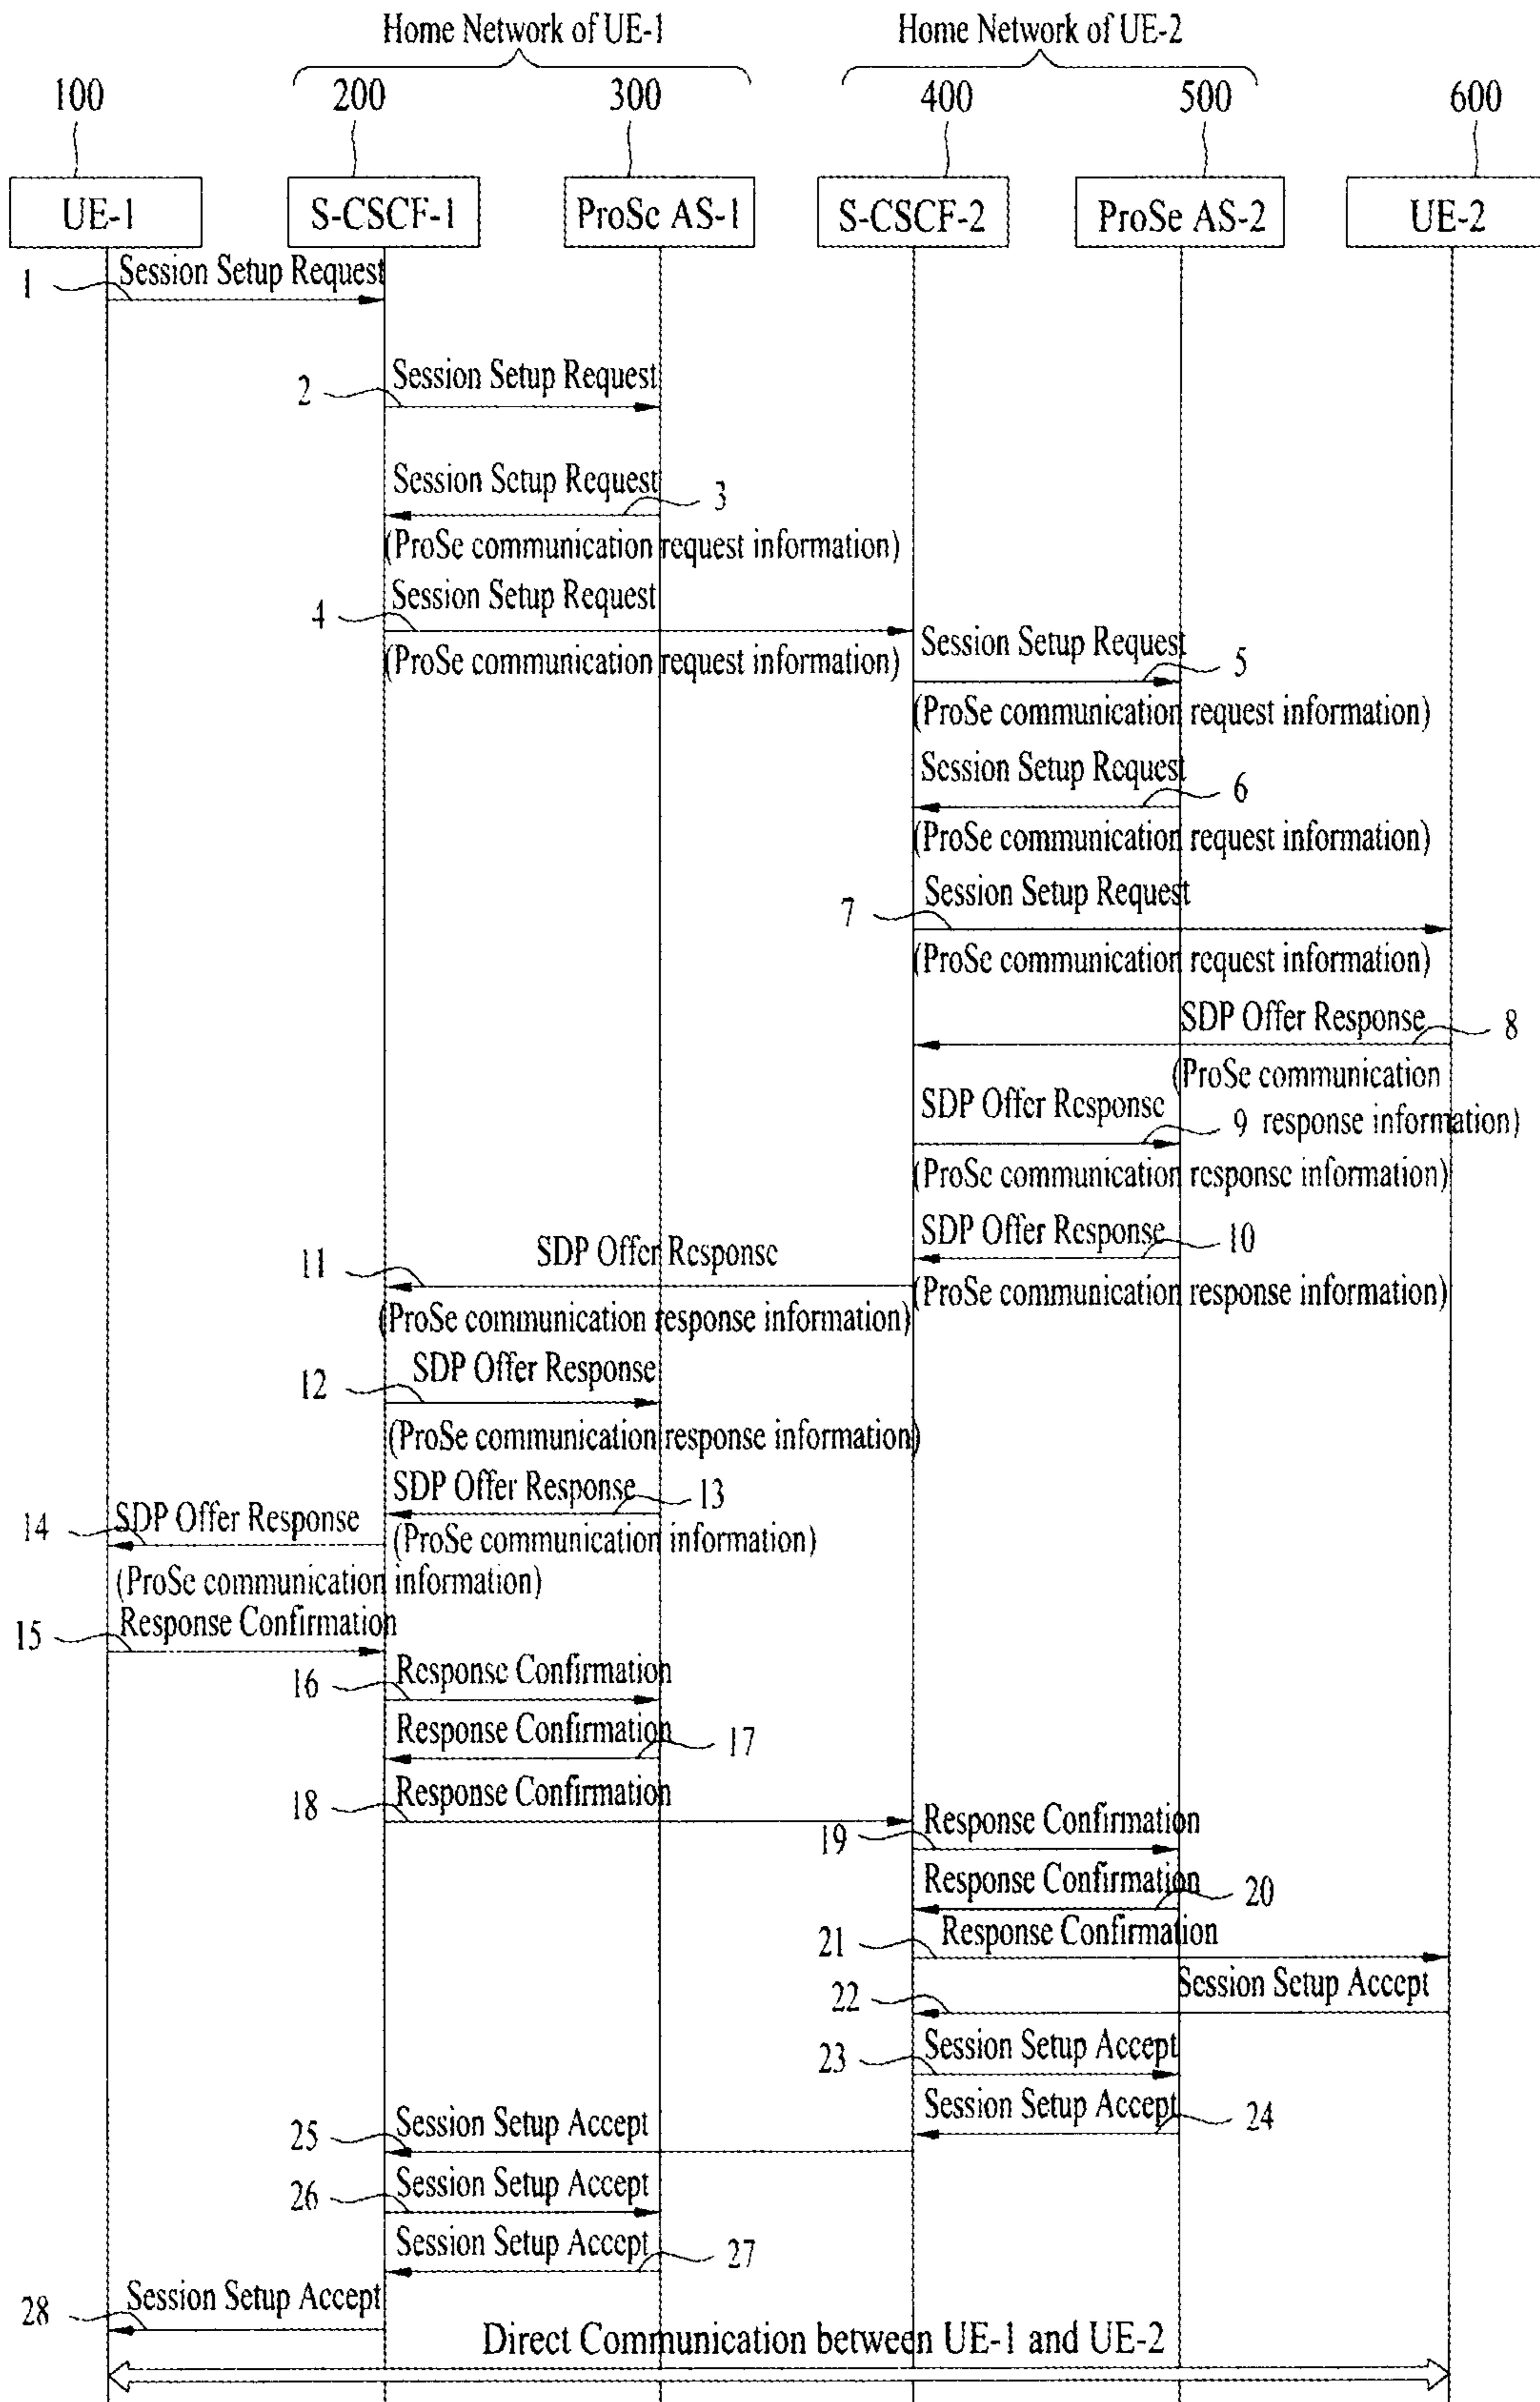 Home Network of UE-1
Home Network of UE-2
100
200
300
400
500
600
UE-1
S-CSCF-1
ProSe AS-1
S-CSCF-2
ProSe AS-2
UE-2
1
Session Setup Request
2
Session Setup Request
Session Setup Request
3
(ProSe communication request information)
Session Setup Request
4
(ProSe communication request information)
Session Setup Request
5
(ProSe communication request information)
Session Setup Request
6
(ProSe communication request information)
Session Setup Request
7
(ProSe communication request information)
SDP Offer Response
8
(ProSe communication
response information)
SDP Offer Response
9
(ProSe communication response information)
SDP Offer Response
10
(ProSe communication response information)
SDP Offer Response
11
(ProSe communication response information)
SDP Offer Response
12
(ProSe communication response information)
SDP Offer Response
13
(ProSe communication information)
14
SDP Offer Response
(ProSe communication information)
Response Confirmation
15
Response Confirmation
16
Response Confirmation
17
Response Confirmation
18
Response Confirmation
19
Response Confirmation
20
Response Confirmation
21
Session Setup Accept
22
Session Setup Accept
23
Session Setup Accept
24
Session Setup Accept
25
Session Setup Accept
26
Session Setup Accept
27
Session Setup Accept
28
Direct Communication between UE-1 and UE-2